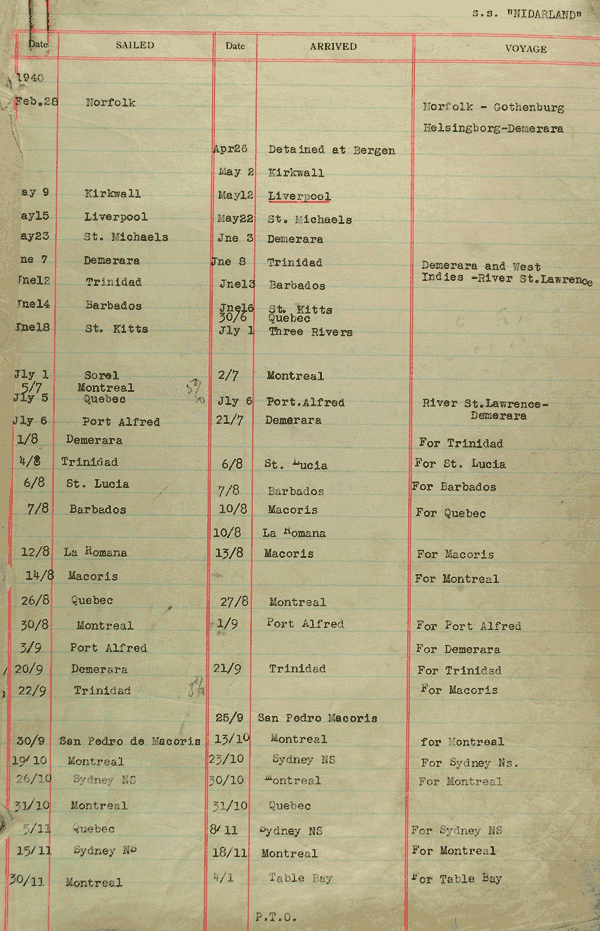 S.S. "NIDARLAND"
Date SAILED Date ARRIVED VOYAGE
1940
Feb.28 Norfolk Norfolk - Gothenburg
Helsingborg-Demerara
Apr26 Detained at Bergen
May 2 Kirkwall
ay 9 Kirkwall May12 Liverpool
ay15 Liverpool May22 St. Michaels
ay23 St. Michaels Jne 3 Demerara
ne 7 Demerara Jne 8 Trinidad Demerara and West
Jne12 Trinidad Jne13 Barbados Indies -River St.Lawrence
Jne14 Barbados Jne16 St. Kitts
30/6 Quebec
Jne18 St. Kitts Jly 1 Three Rivers
Jly 1 Sorel 2/7 Montreal
5/7 Montreal
Jly 5 Quebec Jly 6 Port.Alfred River St.Lawrence-
Jly 6 Port Alfred 21/7 Demerara Demerara
1/8 Demerara For Trinidad
4/8 Trinidad 6/8 St. Lucia For St. Lucia
6/8 St. Lucia 7/8 Barbados For Barbados
7/8 Barbados 10/8 Macoris For Quebec
10/8 La Romana
12/8 La Romana 13/8 Macoris For Macoris
14/8 Macoris For Montreal
26/8 Quebec 27/8 Montreal
30/8 Montreal 1/9 Port Alfred For Port Alfred
3/9 Port Alfred For Demerara
20/9 Demerara 21/9 Trinidad For Trinidad
22/9 Trinidad For Macoris
25/9 San Pedro Macoris
30/9 San Pedro de Macoris 13/10 Montreal for Montreal
19/10 Montreal 23/10 Sydney NS For Sydney Ns.
26/10 Sydney NS 30/10 Montreal For Montreal
31/10 Montreal 31/10 Quebec
5/11 Quebec 8/11 Sydney NS For Sydney NS
15/11 Sydney NS 18/11 Montreal For Montreal
30/11 Montreal 4/1 Table Bay For Table Bay
P.T.O.